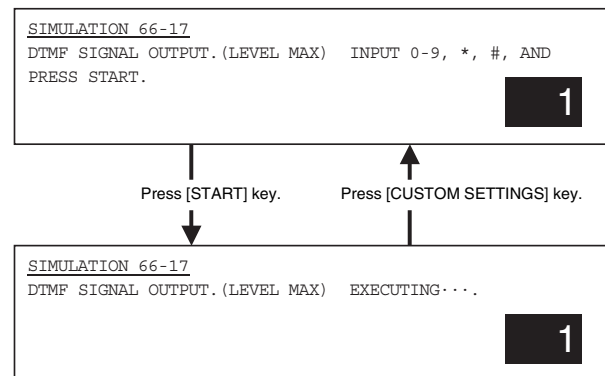 SIMULATION 66-17
DTMF SIGNAL OUTPUT.(LEVEL MAX) INPUT 0-9, *, #, AND
PRESS START.
1
Press [START] key. Press [CUSTOM SETTINGS] key.
SIMULATION 66-17
DTMF SIGNAL OUTPUT.(LEVEL MAX) EXECUTING···.
1